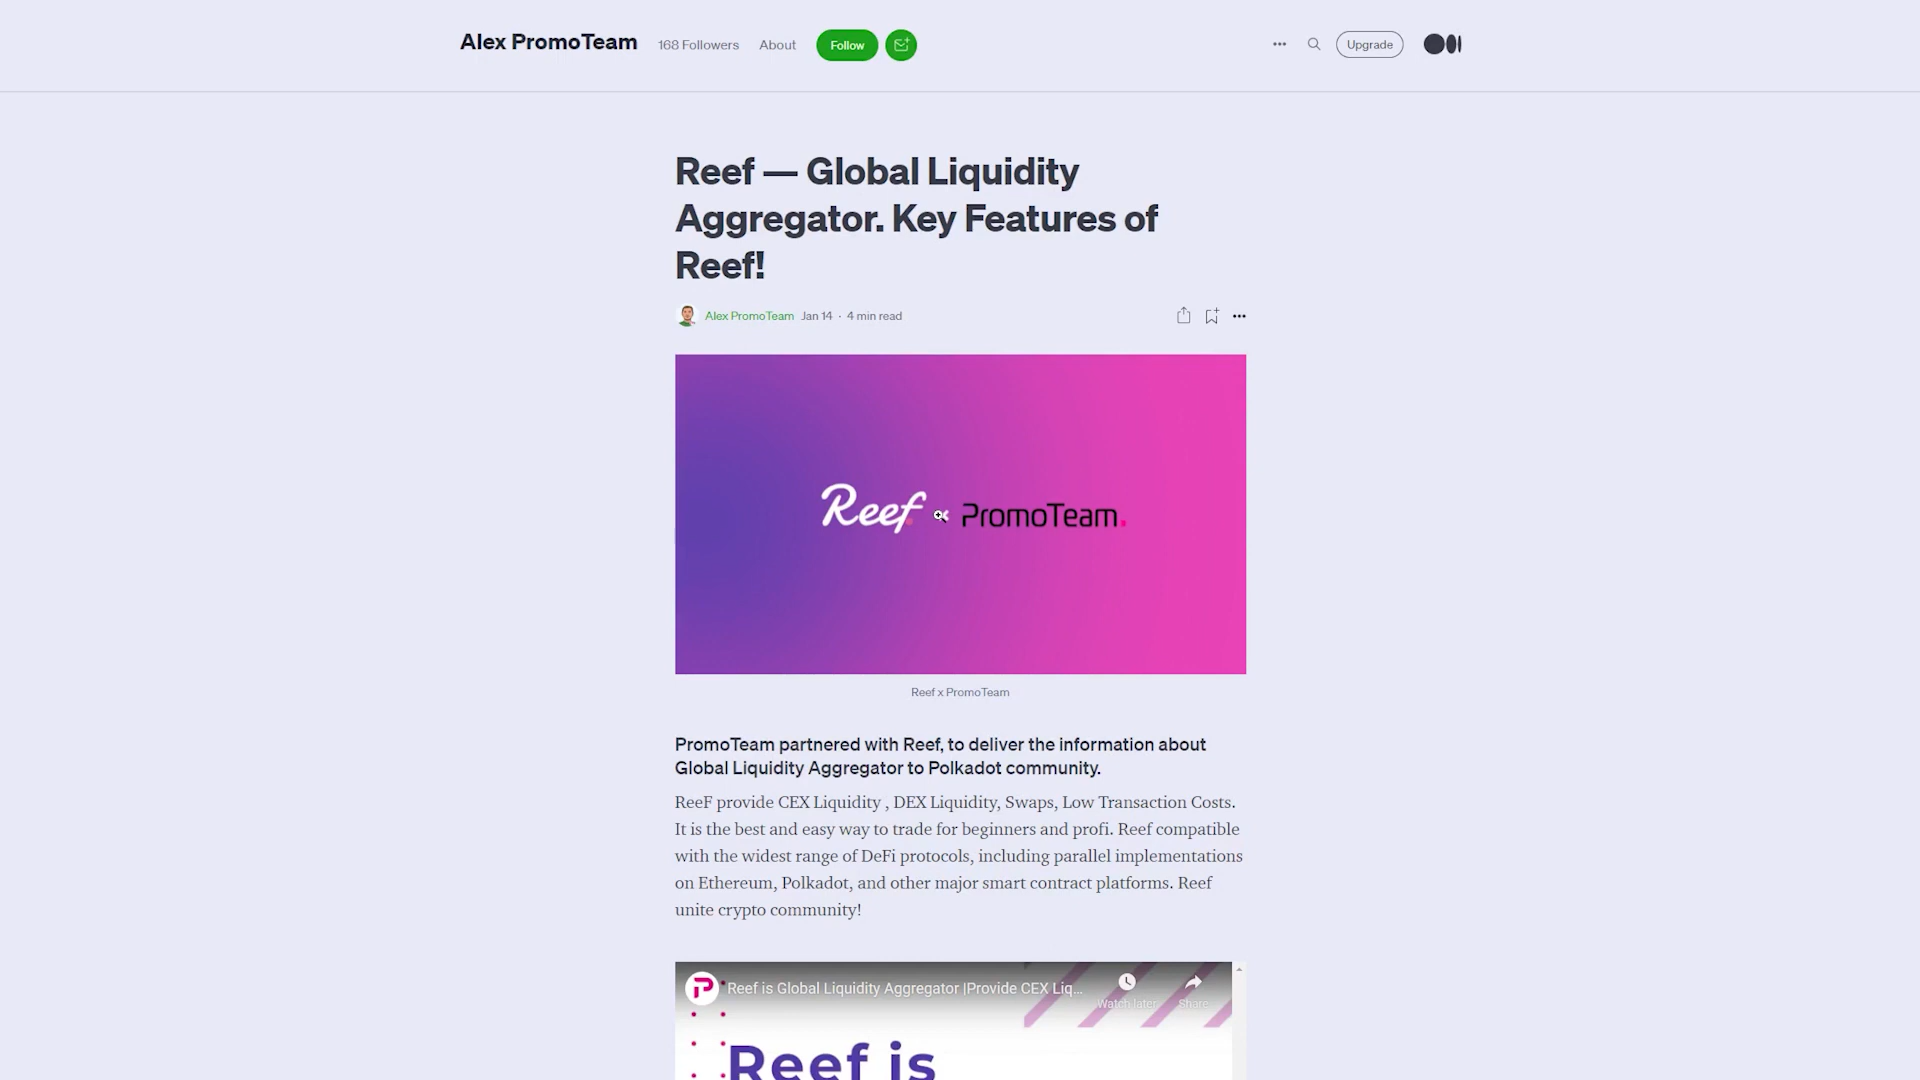 Alex PromoTeam 168 Followers About Follow Upgrade
Reef — Global Liquidity
Aggregator. Key Features of
Reef!
Alex PromoTeam Jan 14 · 4 min read
Reef x PromoTeam.
Reef x PromoTeam
PromoTeam partnered with Reef, to deliver the information about
Global Liquidity Aggregator to Polkadot community.
ReeF provide CEX Liquidity , DEX Liquidity, Swaps, Low Transaction Costs.
It is the best and easy way to trade for beginners and profi. Reef compatible
with the widest range of DeFi protocols, including parallel implementations
on Ethereum, Polkadot, and other major smart contract platforms. Reef
unite crypto community!
Reef is Global Liquidity Aggregator |Provide CEX Liq...
Watch later Share
Reef is